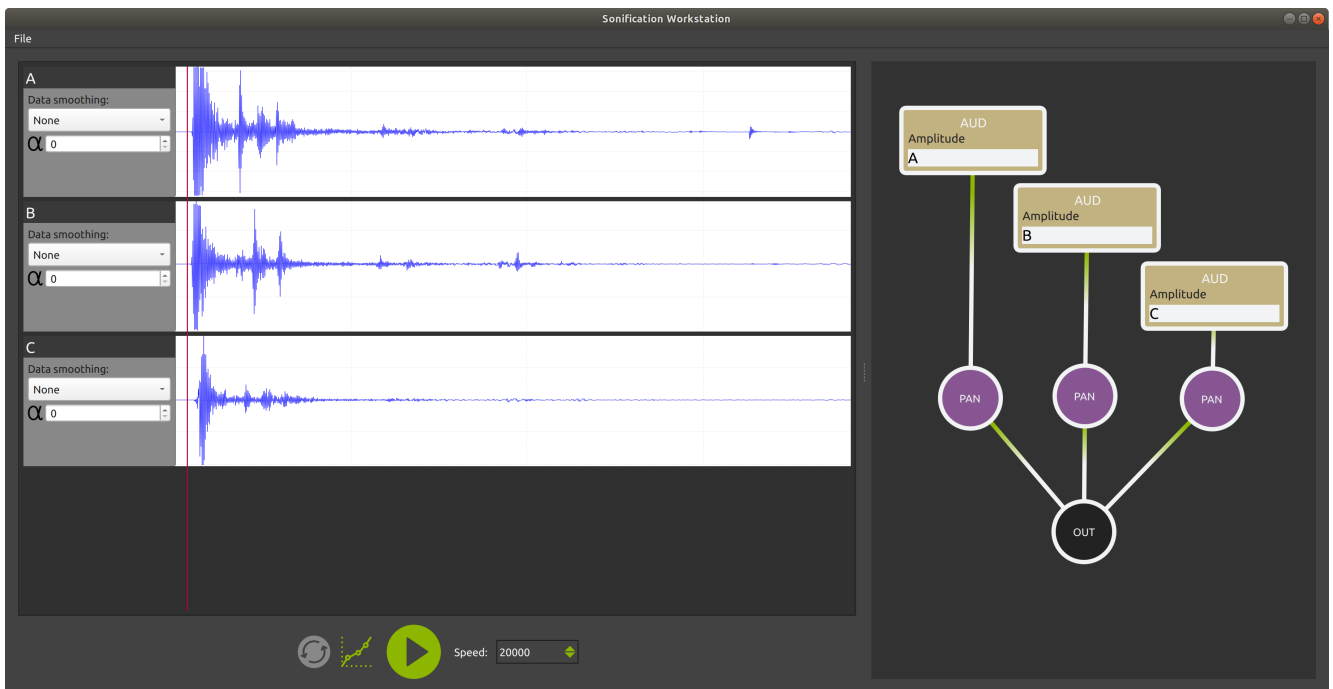 Sonification Workstation
File
A
Data smoothing:
None
α 0
B
Data smoothing:
None
α 0
C
Data smoothing:
None
α 0
Speed: 20000
AUD
Amplitude
A
AUD
Amplitude
B
AUD
Amplitude
C
PAN
PAN
PAN
OUT